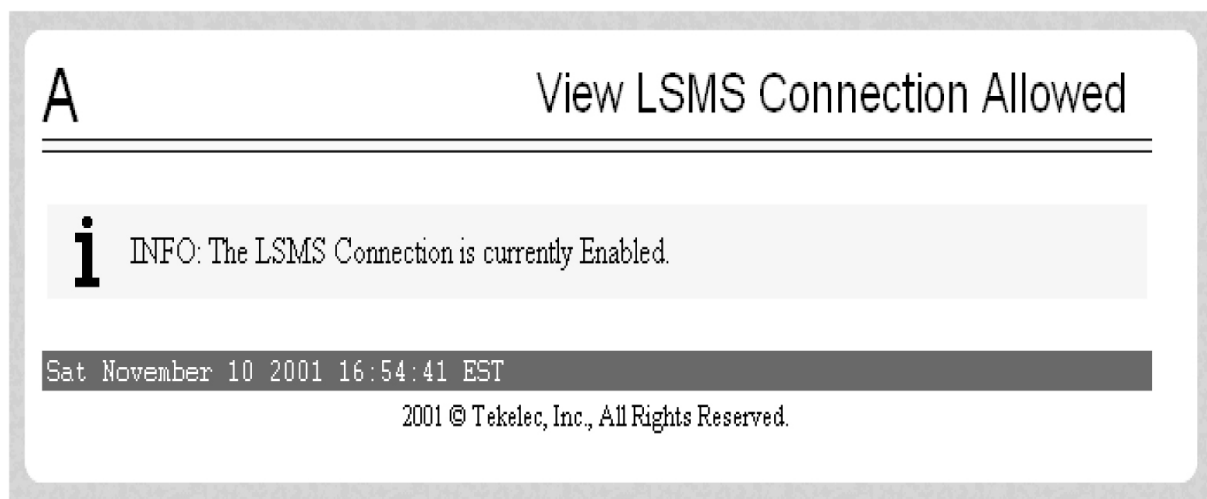 A
View LSMS Connection Allowed
i
INFO: The LSMS Connection is currently Enabled.
Sat November 10 2001 16:54:41 EST
2001 © Tekelec, Inc., All Rights Reserved.